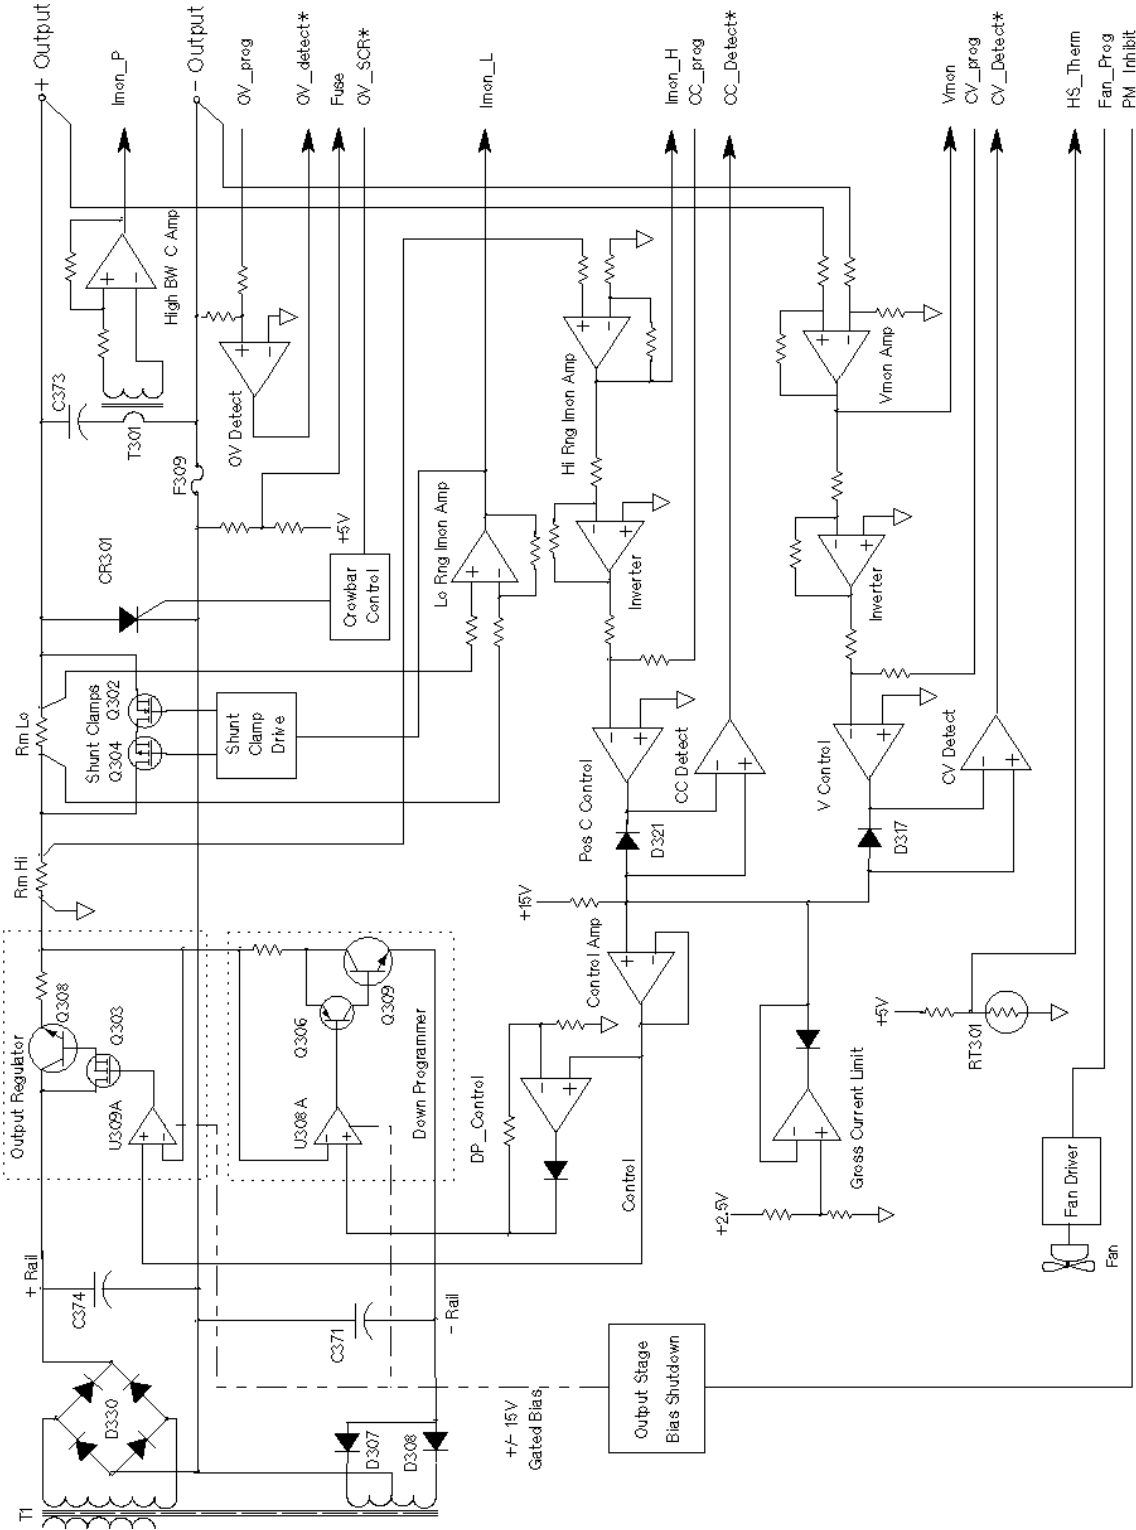 + Output
Imon_P
- Output
OV_prog
OV_detect*
Fuse
OV_SCR*
Imon_L
Imon_H
CC_prog
CC_Detect*
Vmon
CV_prog
CV_Detect*
HS_Therm
Fan_Prog
PM_Inhibit
High BW C Amp
C373
T301
F309
OV Detect
+5V
CR301
Crowbar
Control
Lo Rng Imon Amp
Hi Rng Imon Amp
Inverter
Vmon Amp
Inverter
Rm Lo
Shunt Clamps
Q304
Q302
Shunt
Clamp
Drive
Rm Hi
Pos C Control
CC Detect
D321
V Control
CV Detect
D317
+15V
Control Amp
Output Regulator
Q308
Q303
U309A
Q306
Q309
U308A
Down Programmer
DP_Control
Control
+5V
RT301
Gross Current Limit
+2.5V
Fan Driver
Fan
+ Rail
C374
C371
- Rail
D330
D307
D308
T1
+/- 15V
Gated Bias
Output Stage
Bias Shutdown